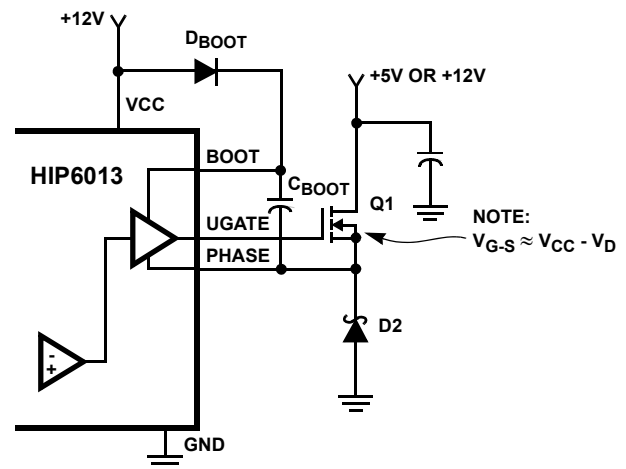 +12V
DBOOT
+5V OR +12V
VCC
BOOT
HIP6013
CBOOT
Q1
UGATE
NOTE:
VG-S ≈ VCC - VD
PHASE
D2
-
+
GND